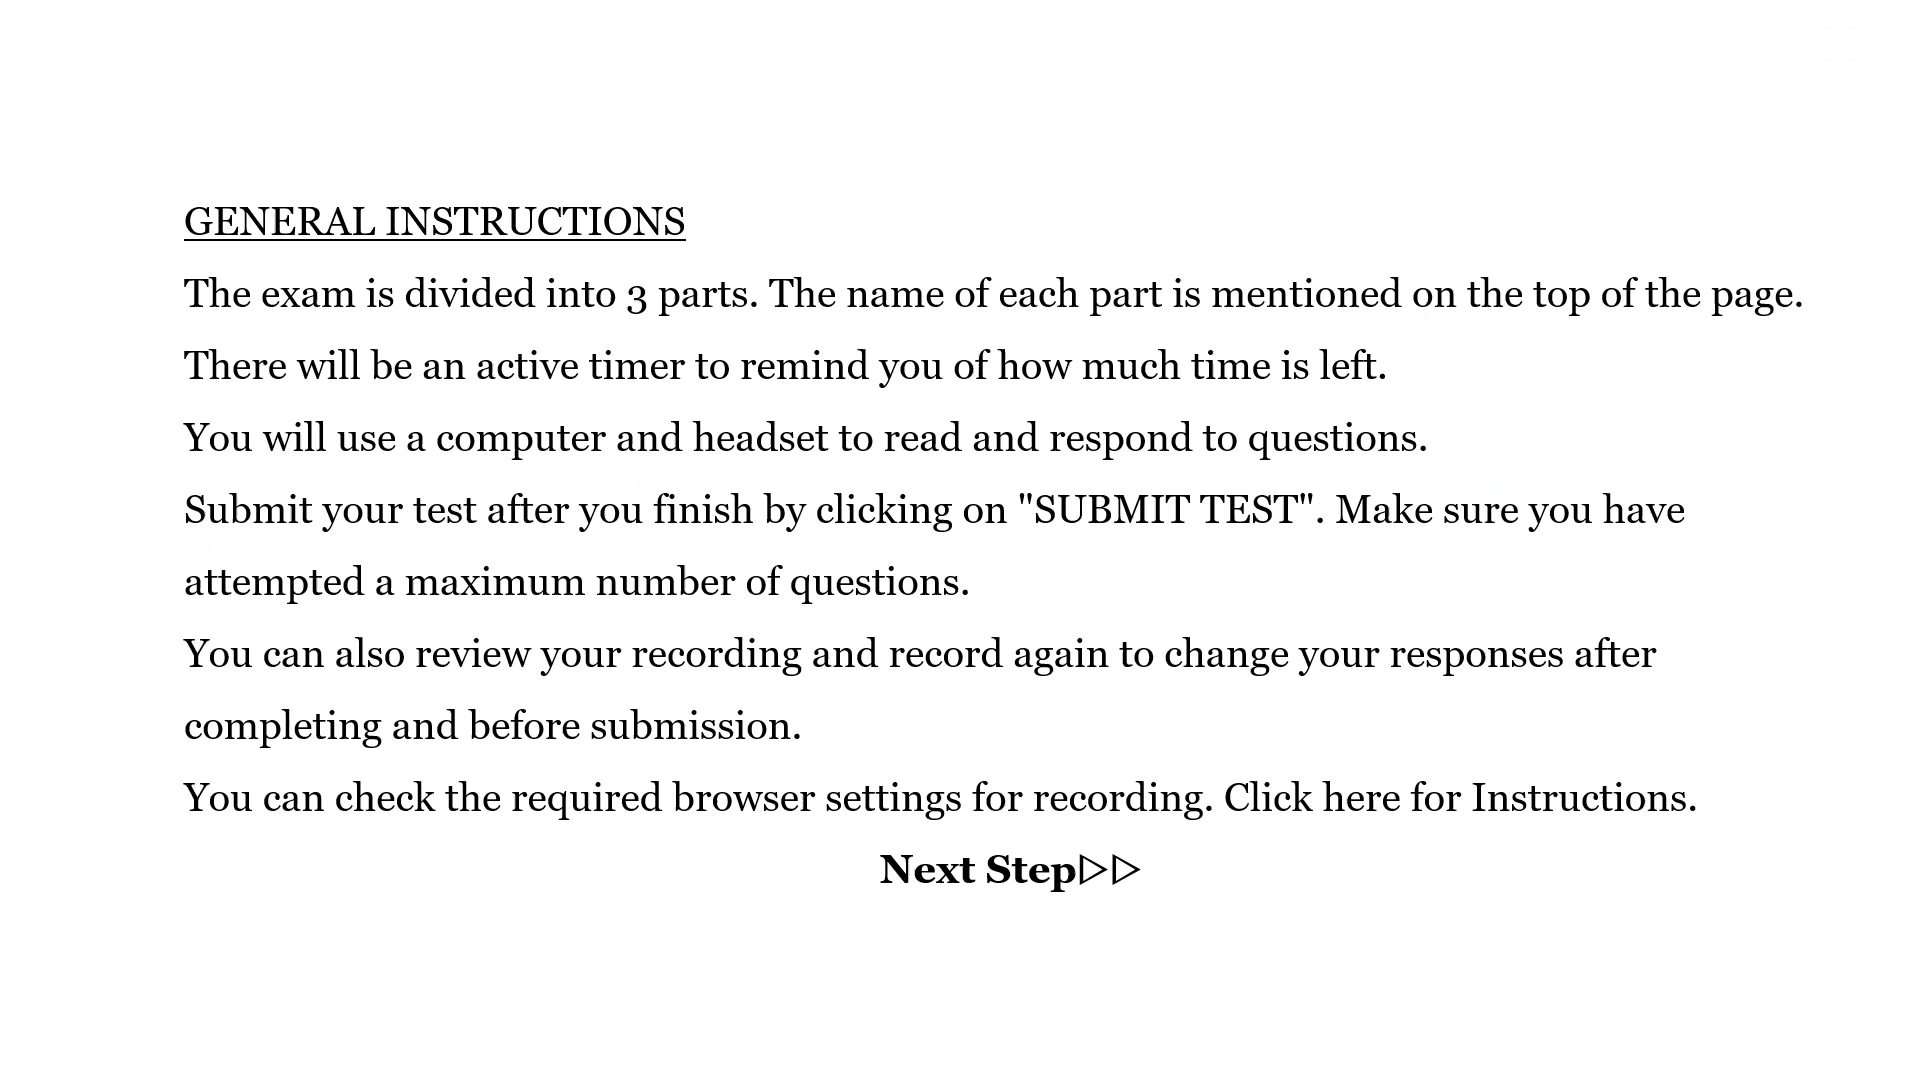 GENERAL INSTRUCTIONS
The exam is divided into 3 parts. The name of each part is mentioned on the top of the page.
There will be an active timer to remind you of how much time is left.
You will use a computer and headset to read and respond to questions.
Submit your test after you finish by clicking on "SUBMIT TEST". Make sure you have
attempted a maximum number of questions.
You can also review your recording and record again to change your responses after
completing and before submission.
You can check the required browser settings for recording. Click here for Instructions.
Next Step▷▷